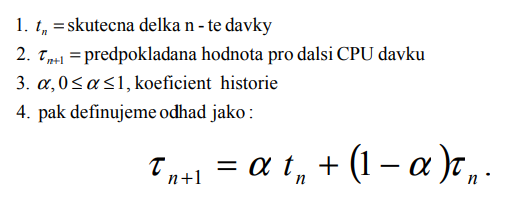 1. tₙ = skutecna delka n - te davky
2. τₙ₊₁ = predpokladana hodnota pro dalsi CPU davku
3. α, 0 ≤ α ≤ 1, koeficient historie
4. pak definujeme odhad jako :
τₙ₊₁ = α tₙ + (1 − α)τₙ.